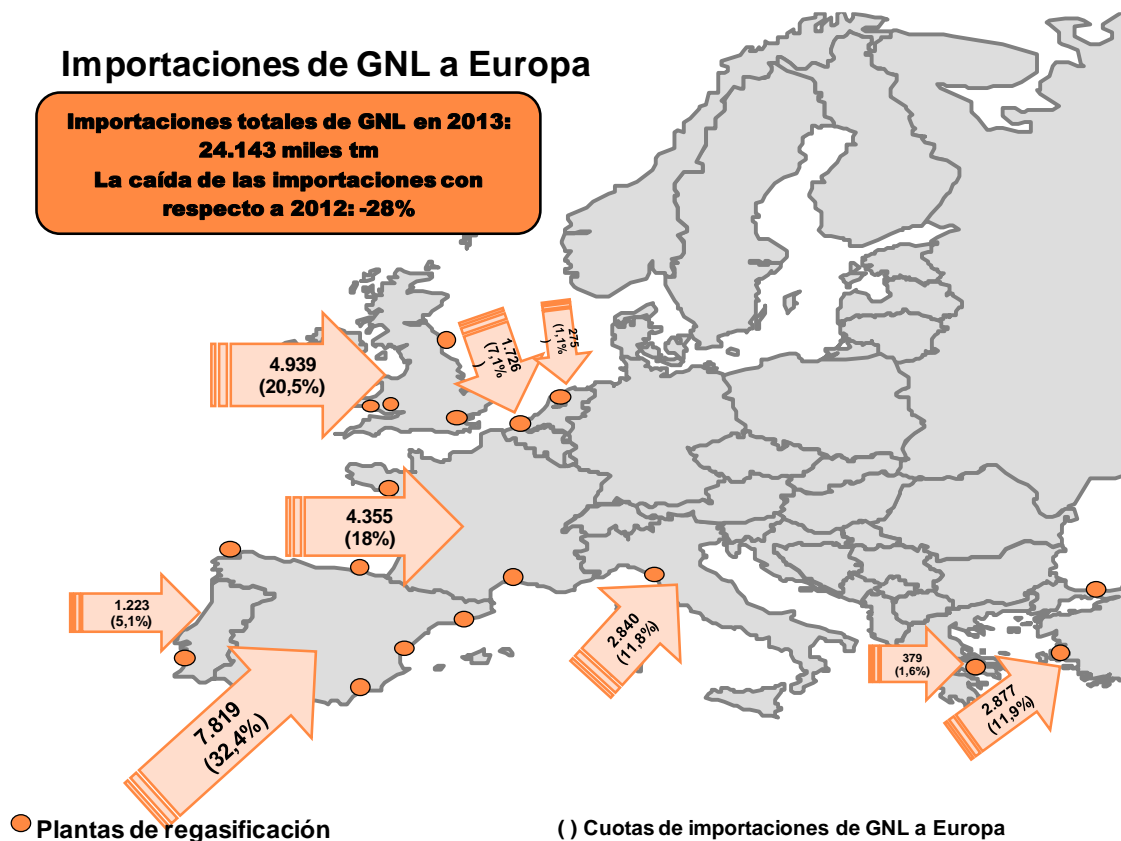 Importaciones de GNL a Europa
Importaciones totales de GNL en 2013:
24.143 miles tm
La caída de las importaciones con
respecto a 2012: -28%
275
(1,1%
)
1.726
(7,1%
)
4.939
(20,5%)
4.355
(18%)
1.223
(5,1%)
2.840
(11,8%)
379
(1,6%)
2.877
(11,9%)
7.819
(32,4%)
Plantas de regasificación
( ) Cuotas de importaciones de GNL a Europa